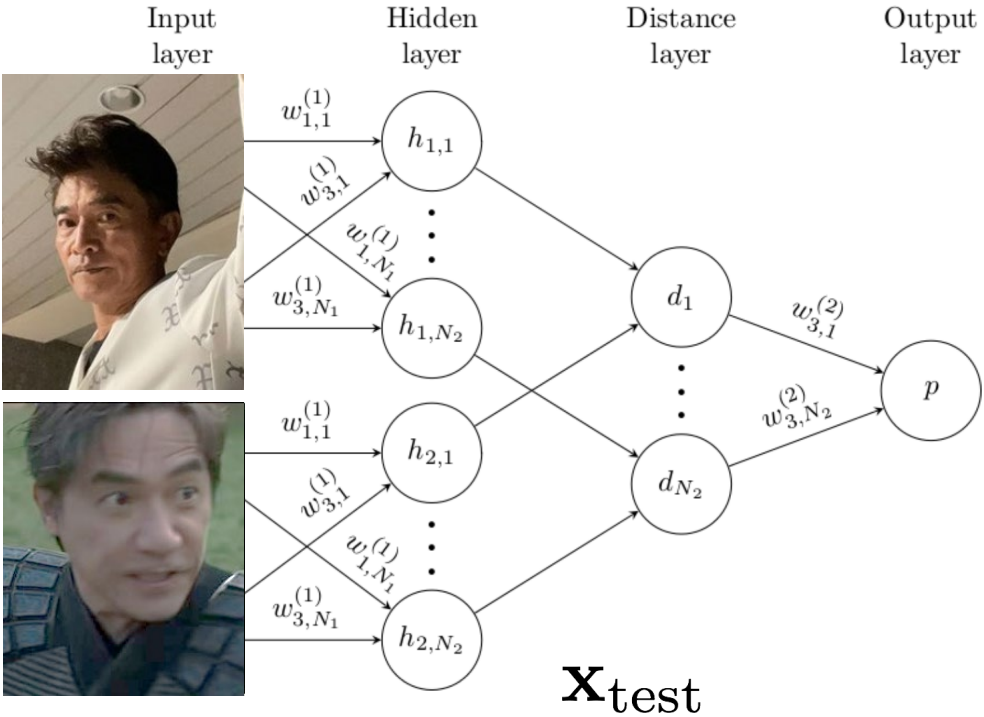 Input
layer
Hidden
layer
Distance
layer
Output
layer
w_{1,1}^{(1)}
w_{3,1}^{(1)}
w_{1,N_1}^{(1)}
w_{3,N_1}^{(1)}
h_{1,1}
h_{1,N_2}
w_{1,1}^{(1)}
w_{3,1}^{(1)}
w_{1,N_1}^{(1)}
w_{3,N_1}^{(1)}
h_{2,1}
h_{2,N_2}
d_1
d_{N_2}
w_{3,1}^{(2)}
w_{3,N_2}^{(2)}
p
x_{test}